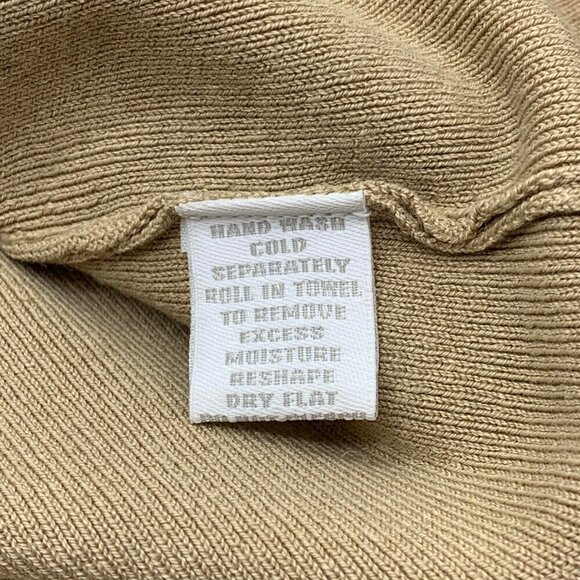 HAND WASH
COLD
SEPARATELY
ROLL IN TOWEL
TO REMOVE
EXCESS
MOISTURE
RESHAPE
DRY FLAT